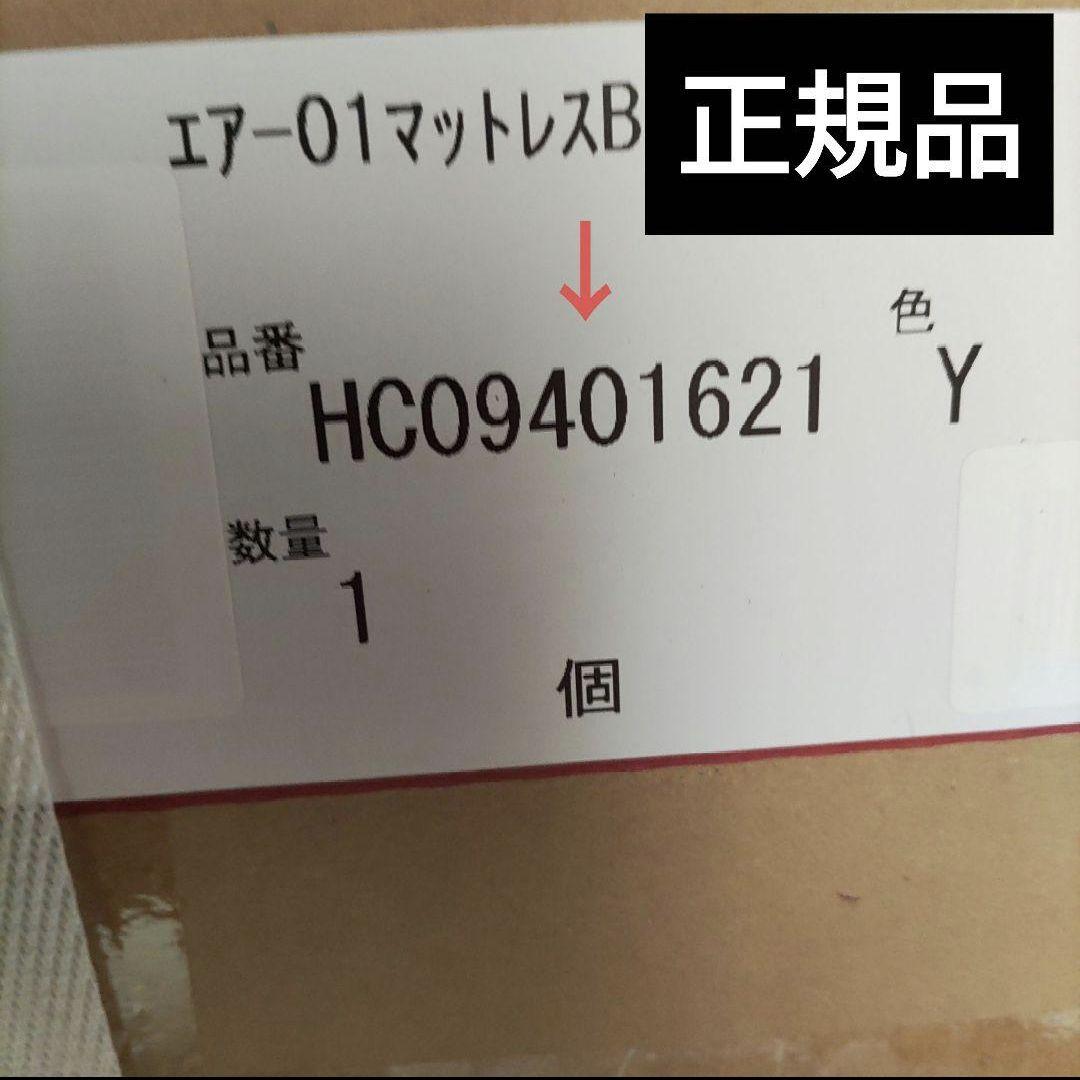 エアー01マットレスB
正規品
↓
色
品番
HC09401621
Y
数量
1
個